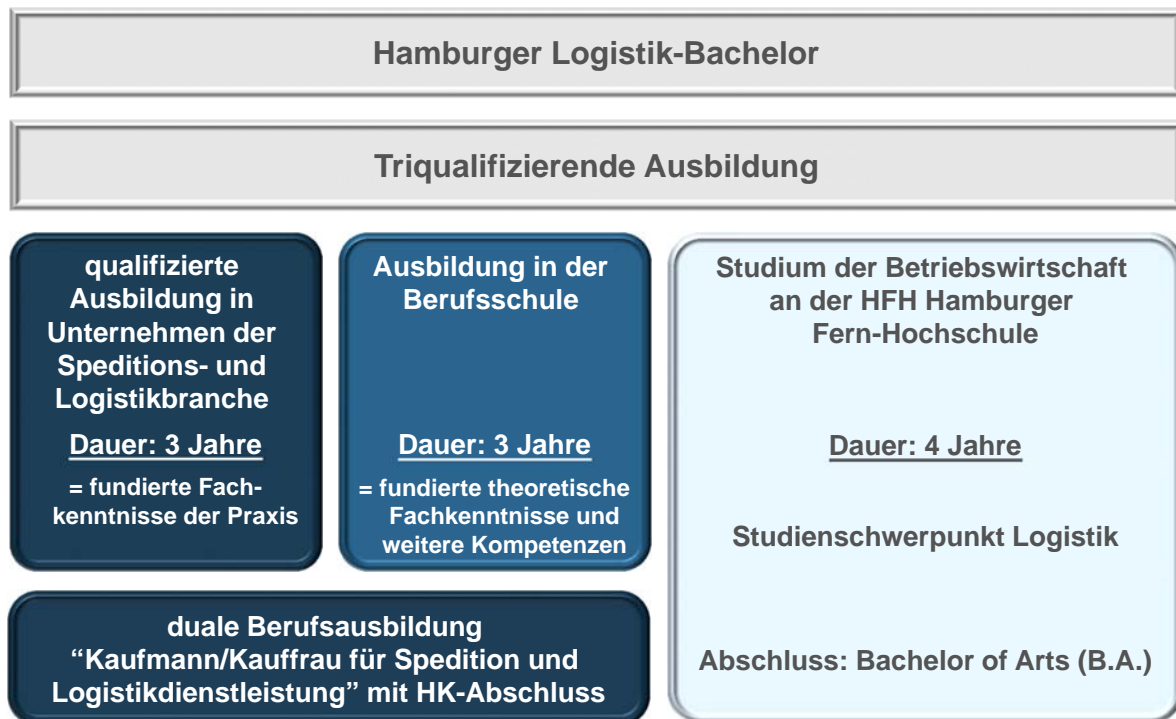 Hamburger Logistik-Bachelor
Triqualifizierende Ausbildung
qualifizierte
Ausbildung in
Unternehmen der
Speditions- und
Logistikbranche
Dauer: 3 Jahre
= fundierte Fach-
kenntnisse der Praxis
Ausbildung in der
Berufsschule
Dauer: 3 Jahre
= fundierte theoretische
Fachkenntnisse und
weitere Kompetenzen
duale Berufsausbildung
“Kaufmann/Kauffrau für Spedition und
Logistikdienstleistung” mit HK-Abschluss
Studium der Betriebswirtschaft
an der HFH Hamburger
Fern-Hochschule
Dauer: 4 Jahre
Studienschwerpunkt Logistik
Abschluss: Bachelor of Arts (B.A.)